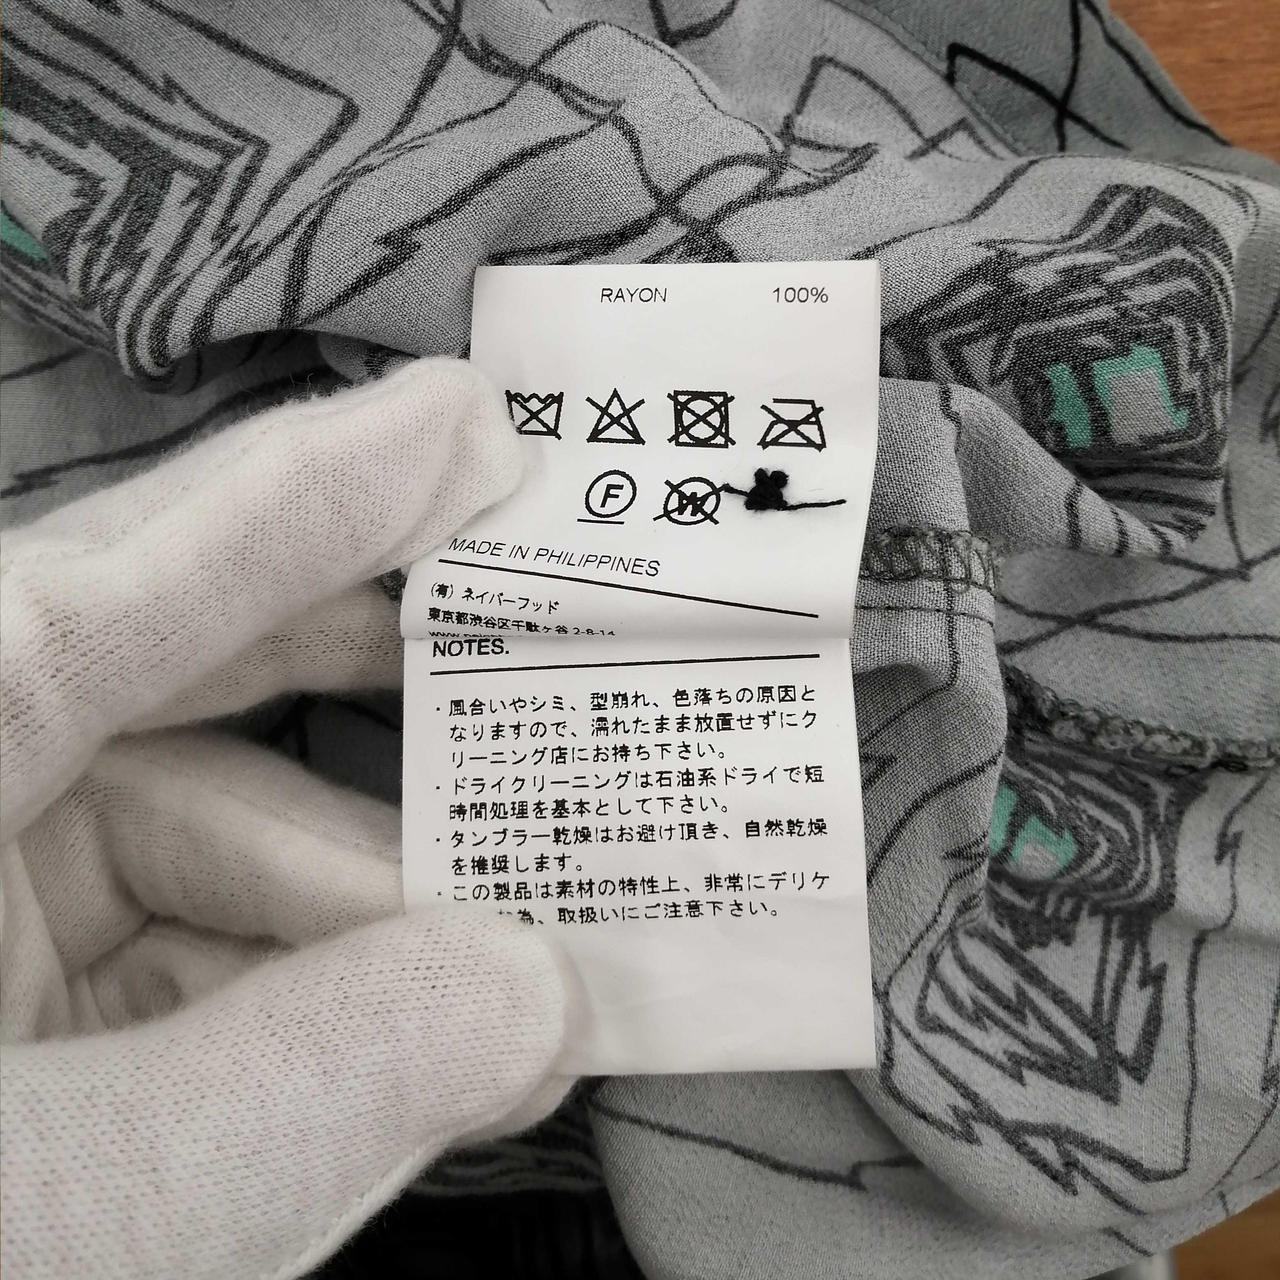 RAYON 100%
F
W
MADE IN PHILIPPINES
(有) ネイバーフッド
東京都渋谷区千駄ヶ谷 2-8-14
NOTES.
・風合いやシミ、型崩れ、色落ちの原因と
なりますので、濡れたまま放置せずにク
リーニング店にお持ち下さい。
・ドライクリーニングは石油系ドライで短
時間処理を基本として下さい。
・タンブラー乾燥はお避け頂き、自然乾燥
を推奨します。
・この製品は素材の特性上、非常にデリケ
為、取扱いにご注意下さい。